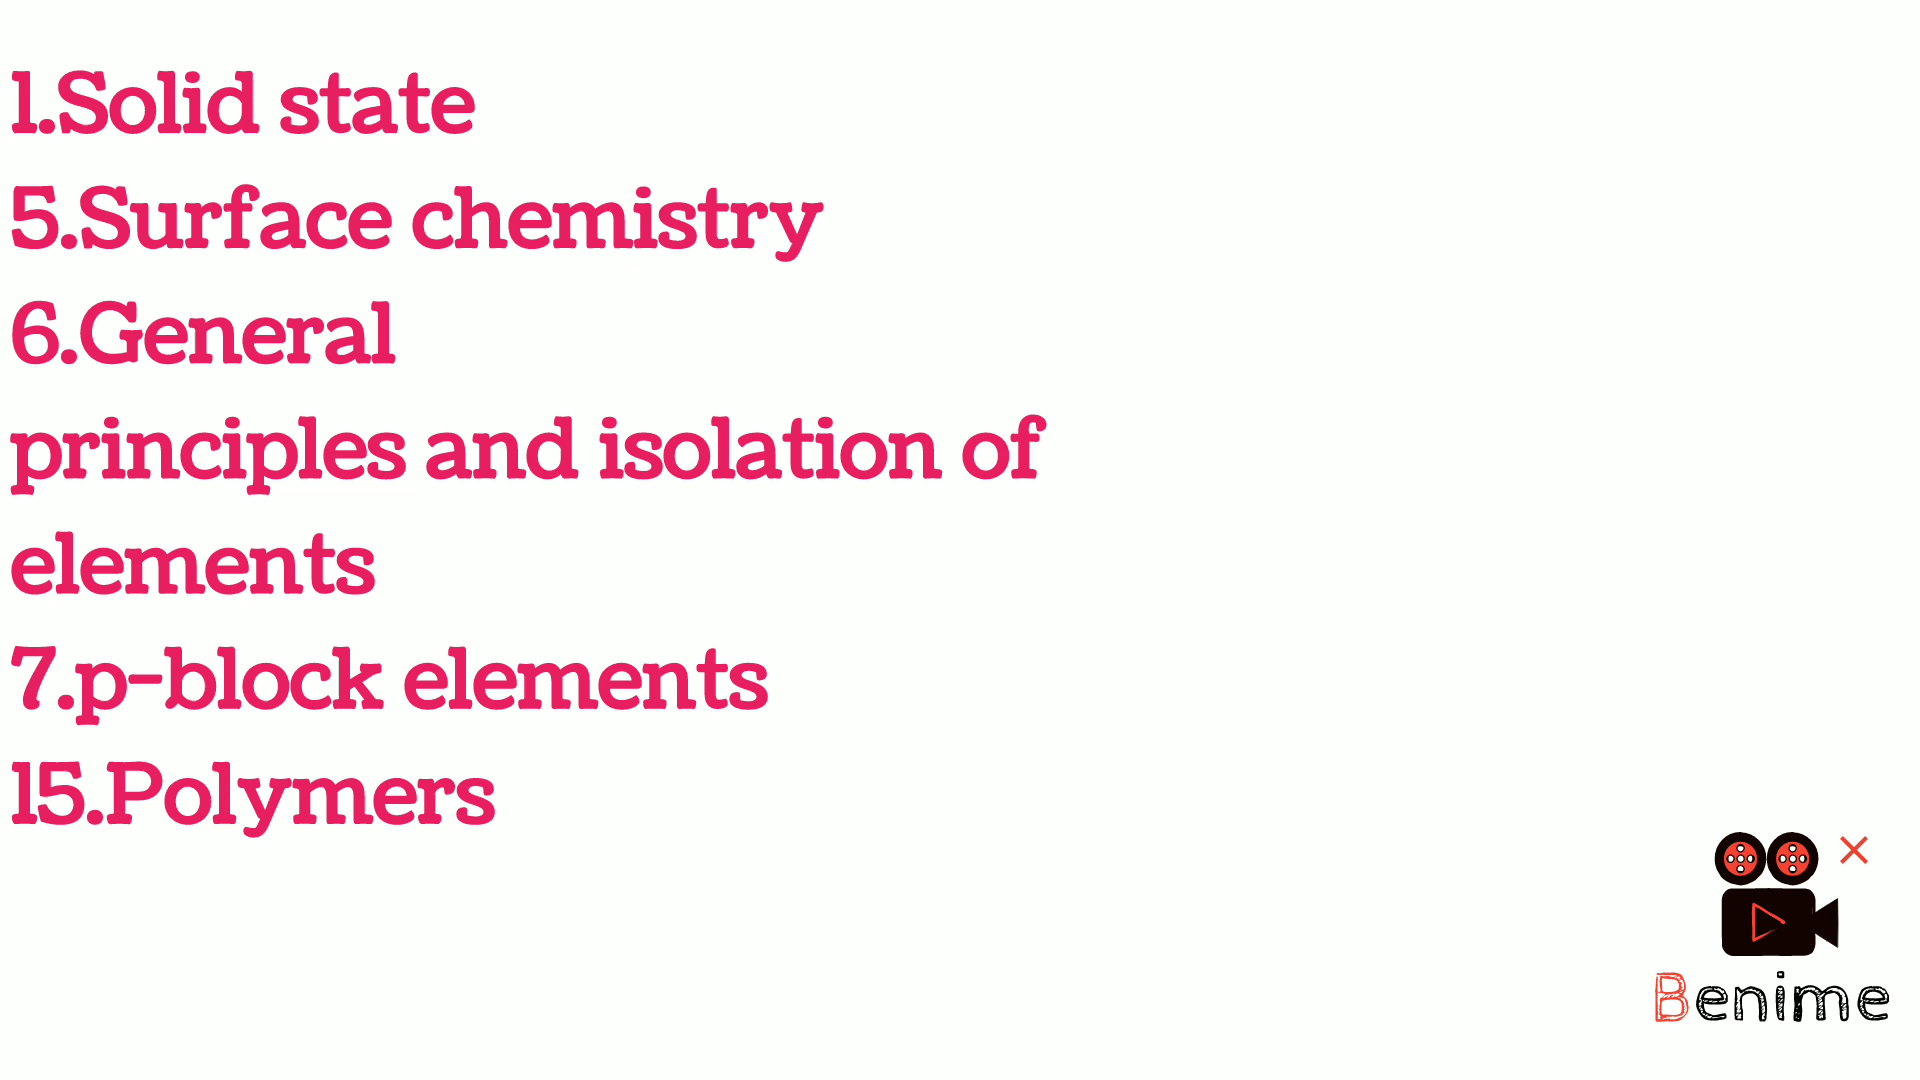 1.Solid state
5.Surface chemistry
6.General
principles and isolation of
elements
7.p-block elements
15.Polymers
Benime